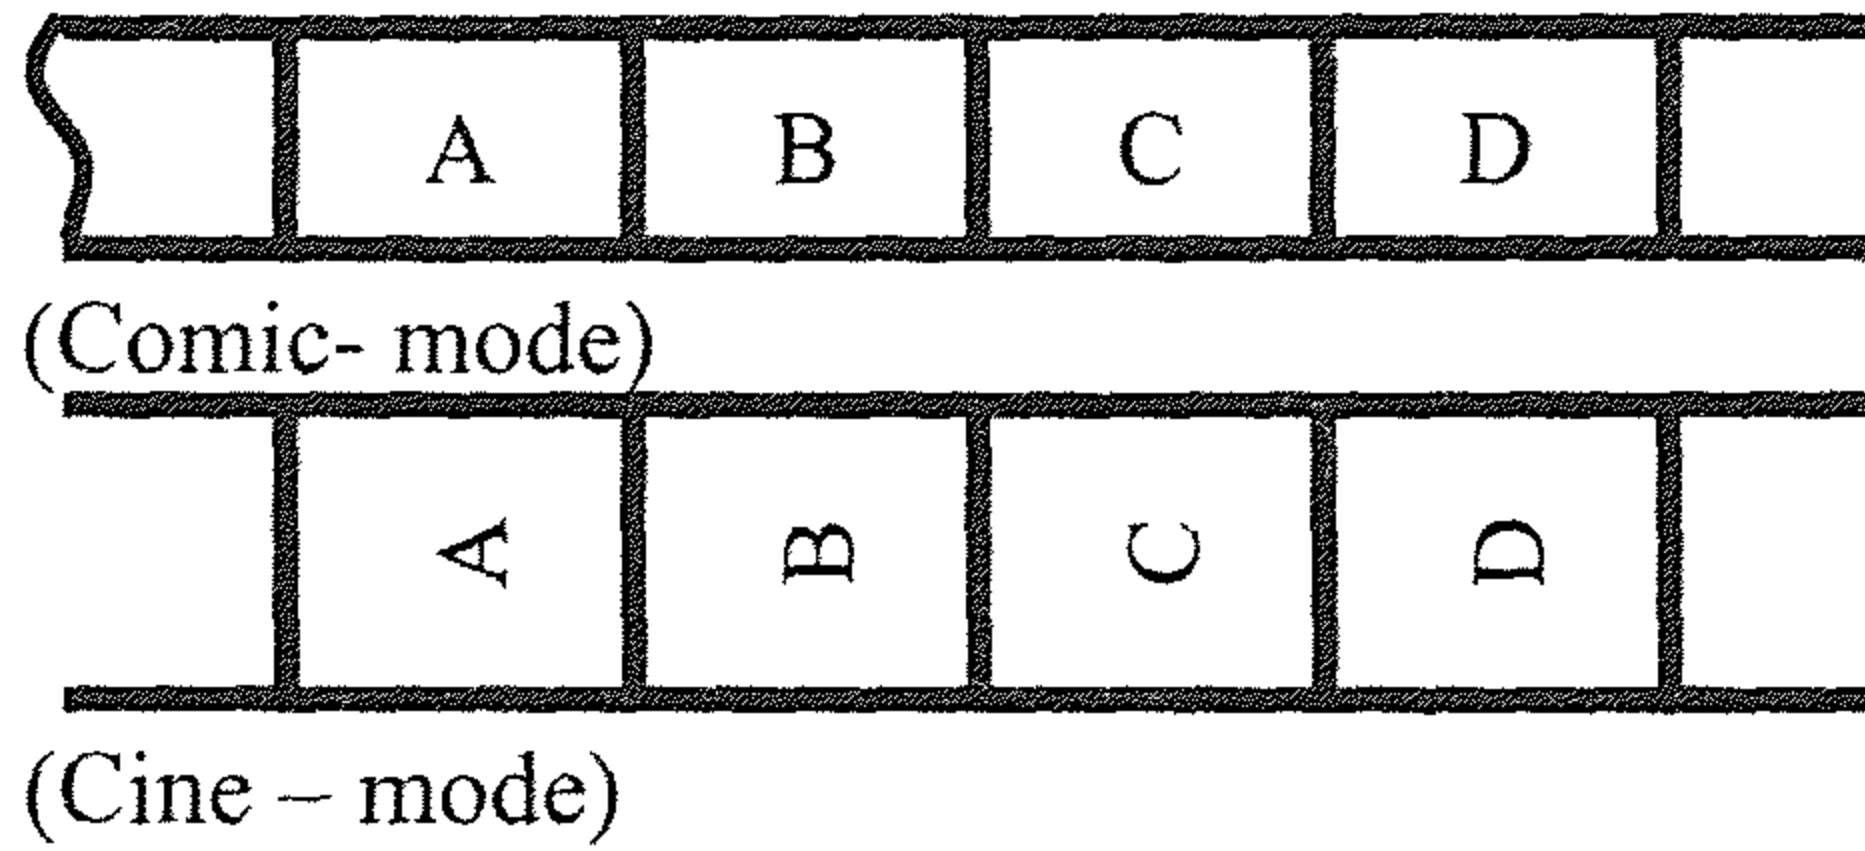 A B C D
(Comic- mode)
A B C D
(Cine – mode)